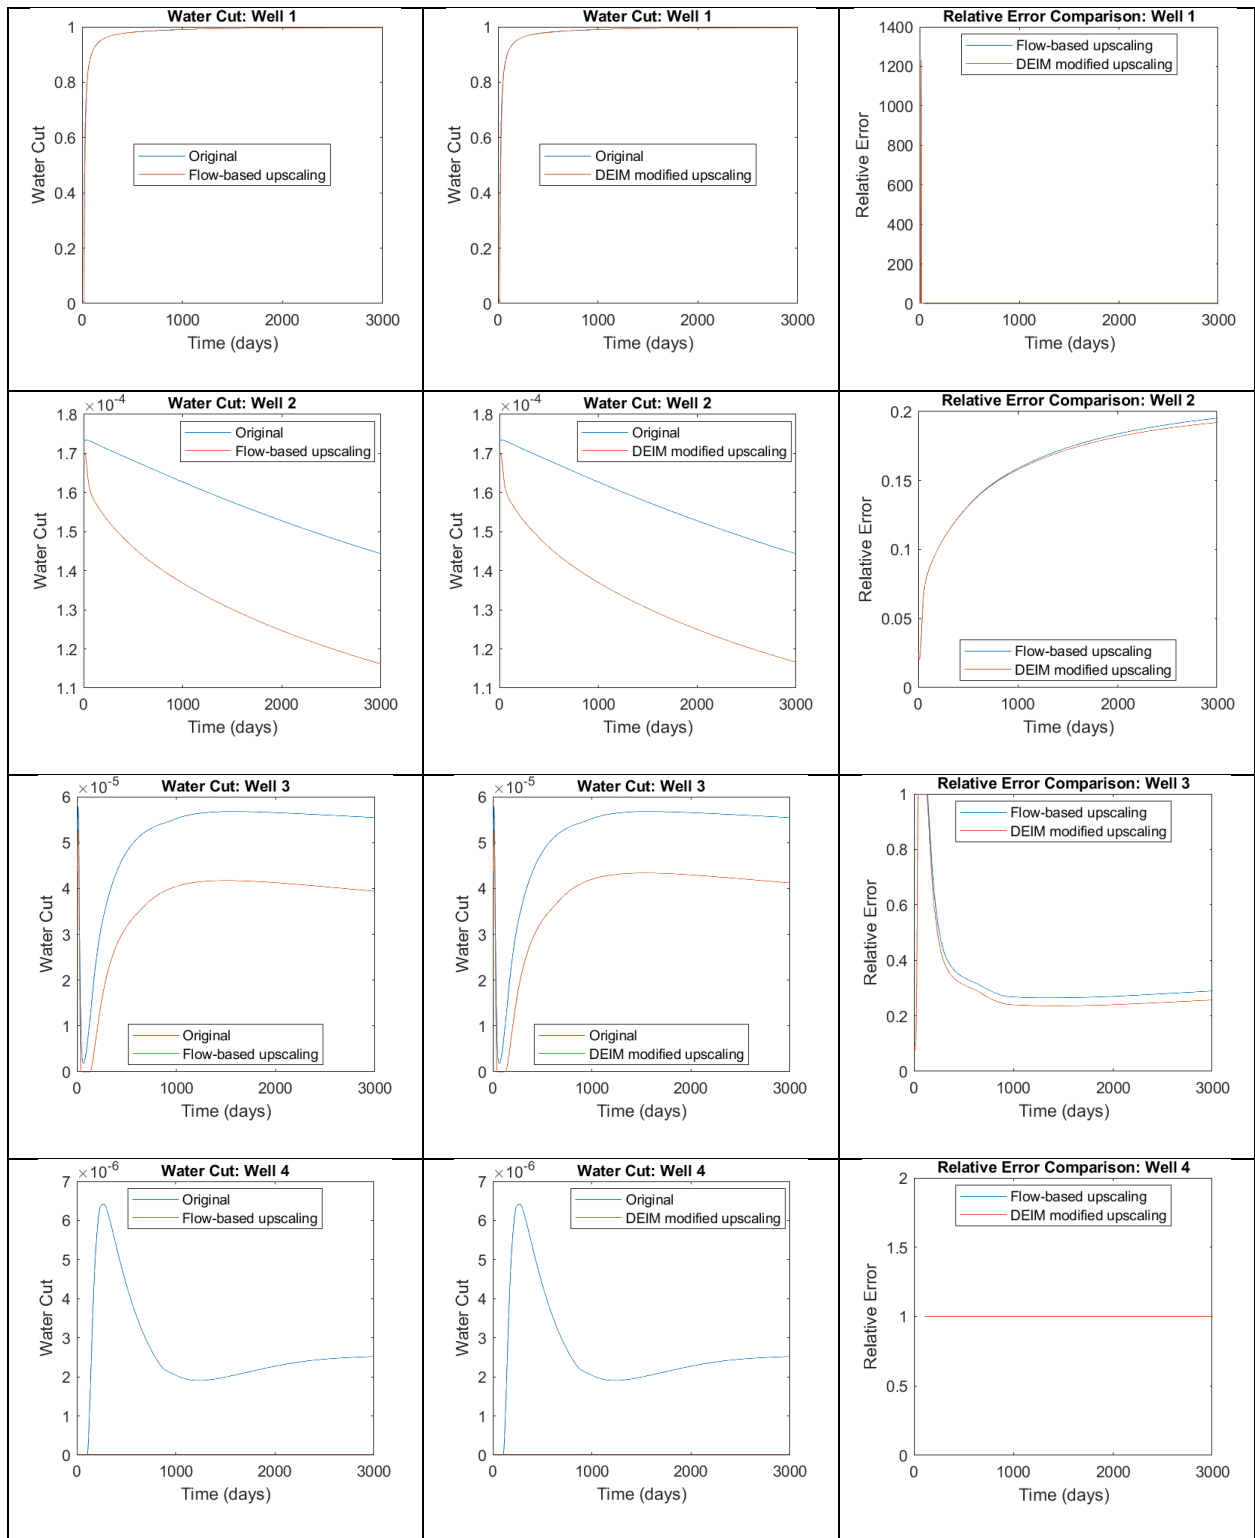 Water Cut: Well 1
1
0.8
0.6
0.4
0.2
0
Water Cut
Original
Flow-based upscaling
0 1000 2000 3000
Time (days)
Water Cut: Well 1
1
0.8
0.6
0.4
0.2
0
Water Cut
Original
DEIM modified upscaling
0 1000 2000 3000
Time (days)
Relative Error Comparison: Well 1
1400
1200
1000
800
600
400
200
0
Relative Error
Flow-based upscaling
DEIM modified upscaling
0 1000 2000 3000
Time (days)
×10-4
Water Cut: Well 2
1.8
1.7
1.6
1.5
1.4
1.3
1.2
1.1
Water Cut
Original
Flow-based upscaling
0 1000 2000 3000
Time (days)
×10-4
Water Cut: Well 2
1.8
1.7
1.6
1.5
1.4
1.3
1.2
1.1
Water Cut
Original
DEIM modified upscaling
0 1000 2000 3000
Time (days)
Relative Error Comparison: Well 2
0.2
0.15
0.1
0.05
0
Relative Error
Flow-based upscaling
DEIM modified upscaling
0 1000 2000 3000
Time (days)
×10-5
Water Cut: Well 3
6
5
4
3
2
1
0
Water Cut
Original
Flow-based upscaling
0 1000 2000 3000
Time (days)
×10-5
Water Cut: Well 3
6
5
4
3
2
1
0
Water Cut
Original
DEIM modified upscaling
0 1000 2000 3000
Time (days)
Relative Error Comparison: Well 3
1
0.8
0.6
0.4
0.2
0
Relative Error
Flow-based upscaling
DEIM modified upscaling
0 1000 2000 3000
Time (days)
×10-6
Water Cut: Well 4
7
6
5
4
3
2
1
0
Water Cut
Original
Flow-based upscaling
0 1000 2000 3000
Time (days)
×10-6
Water Cut: Well 4
7
6
5
4
3
2
1
0
Water Cut
Original
DEIM modified upscaling
0 1000 2000 3000
Time (days)
Relative Error Comparison: Well 4
2
1.5
1
0.5
0
Relative Error
Flow-based upscaling
DEIM modified upscaling
0 1000 2000 3000
Time (days)